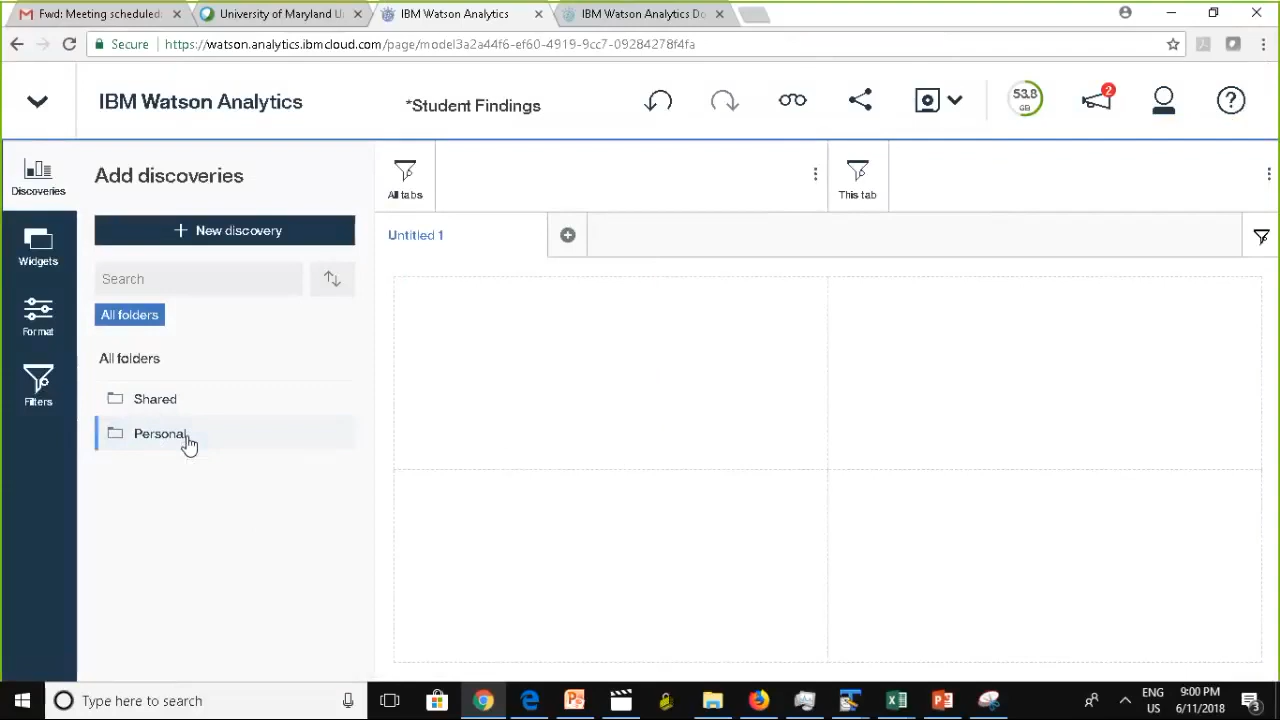 Fwd: Meeting scheduled:
University of Maryland U
IBM Watson Analytics
IBM Watson Analytics Do
Secure
https://watson.analytics.ibmcloud.com/page/model3a2a44f6-ef60-4919-9cc7-09284278f4fa
IBM Watson Analytics
*Student Findings
53.8
GB
2
Discoveries
Add discoveries
All tabs
This tab
New discovery
Untitled 1
Widgets
Search
All folders
Format
All folders
Filters
Shared
Personal
Type here to search
ENG
US
9:00 PM
6/11/2018
3